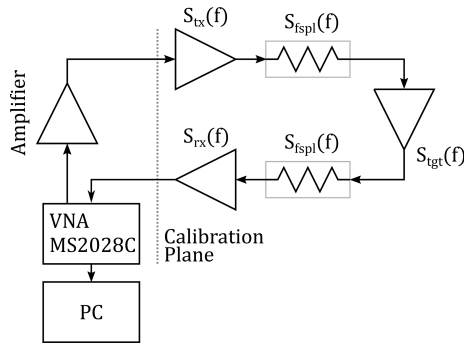 S_tx(f)
S_fspl(f)
Amplifier
S_rx(f)
S_fspl(f)
S_tgt(f)
VNA
MS2028C
Calibration
Plane
PC